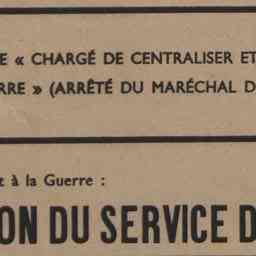 E « CHARGÉ DE CENTRALISER ET
RRE » (ARRÊTÉ DU MARÉCHAL D
t à la Guerre :
ON DU SERVICE D